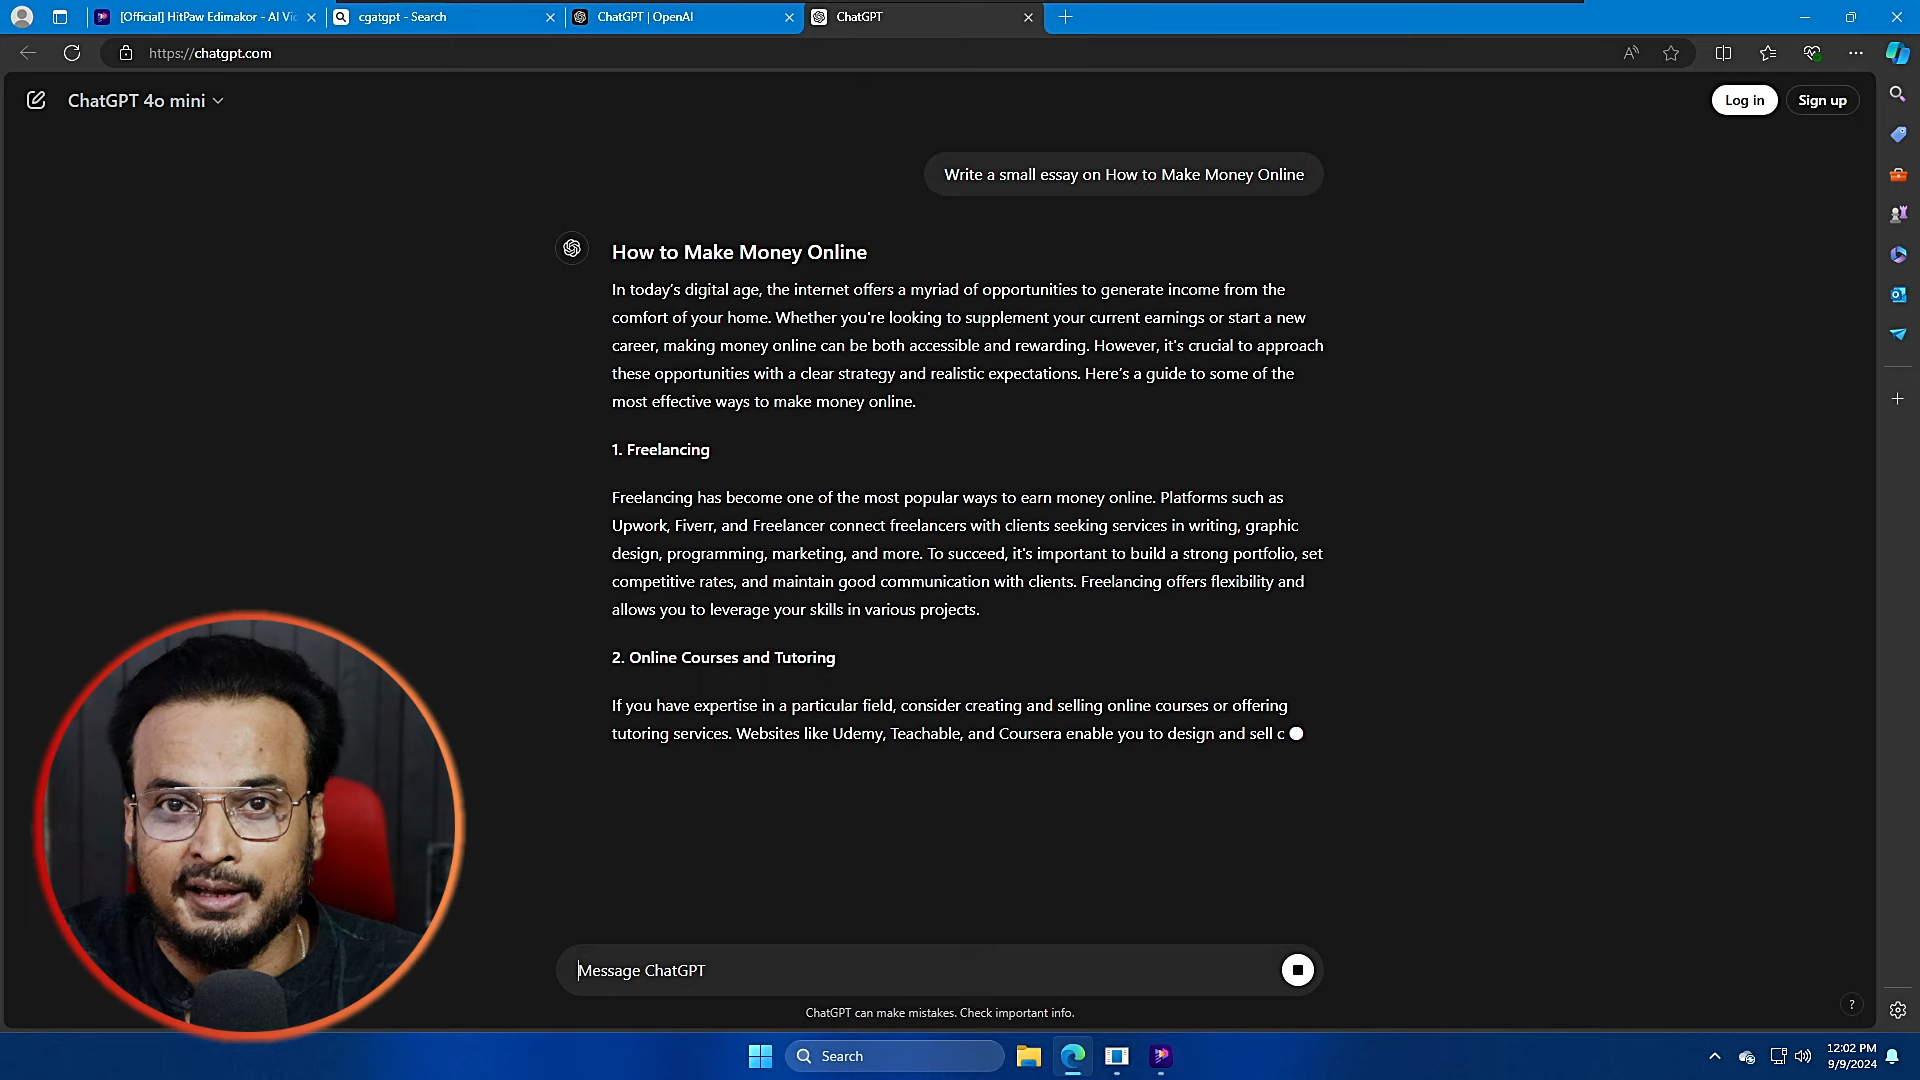 [Official] HitPaw Edimakor - AI Vic
cgatgpt - Search
ChatGPT | OpenAI
ChatGPT
https://chatgpt.com
ChatGPT 4o mini
Log in
Sign up
Write a small essay on How to Make Money Online
How to Make Money Online
In today's digital age, the internet offers a myriad of opportunities to generate income from the
comfort of your home. Whether you're looking to supplement your current earnings or start a new
career, making money online can be both accessible and rewarding. However, it's crucial to approach
these opportunities with a clear strategy and realistic expectations. Here's a guide to some of the
most effective ways to make money online.
1. Freelancing
Freelancing has become one of the most popular ways to earn money online. Platforms such as
Upwork, Fiverr, and Freelancer connect freelancers with clients seeking services in writing, graphic
design, programming, marketing, and more. To succeed, it's important to build a strong portfolio, set
competitive rates, and maintain good communication with clients. Freelancing offers flexibility and
allows you to leverage your skills in various projects.
2. Online Courses and Tutoring
If you have expertise in a particular field, consider creating and selling online courses or offering
tutoring services. Websites like Udemy, Teachable, and Coursera enable you to design and sell c
Message ChatGPT
ChatGPT can make mistakes. Check important info.
?
Search
12:02 PM
9/9/2024